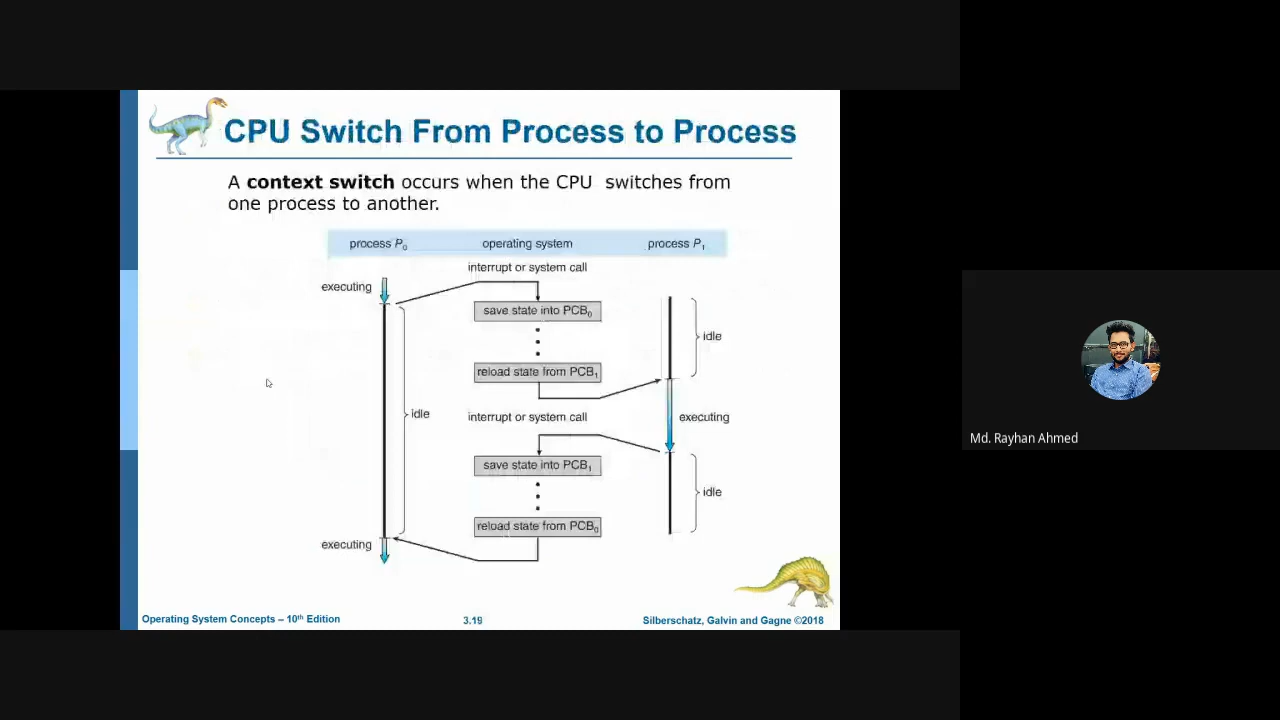 CPU Switch From Process to Process
A context switch occurs when the CPU switches from
one process to another.
process P0 operating system process P1
interrupt or system call
executing
save state into PCB0
idle
reload state from PCB1
idle
interrupt or system call
executing
save state into PCB1
idle
reload state from PCB0
executing
Operating System Concepts – 10th Edition
3.19
Silberschatz, Galvin and Gagne ©2018
Md. Rayhan Ahmed